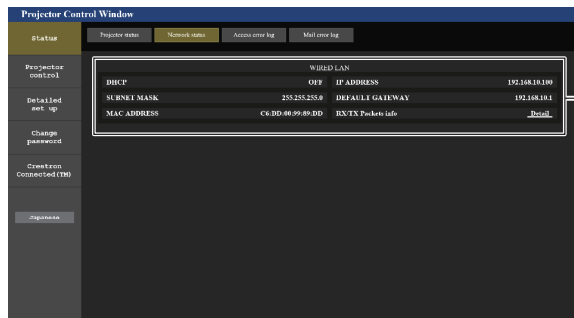 Projector Control Window
Status
Projector status
Network status
Access error log
Mail error log
Projector
control
Detailed
set up
Change
password
Crestron
Connected(TM)
Japanese
WIRED LAN
DHCP OFF IP ADDRESS 192.168.10.100
SUBNET MASK 255.255.255.0 DEFAULT GATEWAY 192.168.10.1
MAC ADDRESS C6:DD:00:99:89:DD RX/TX Packets info Detail